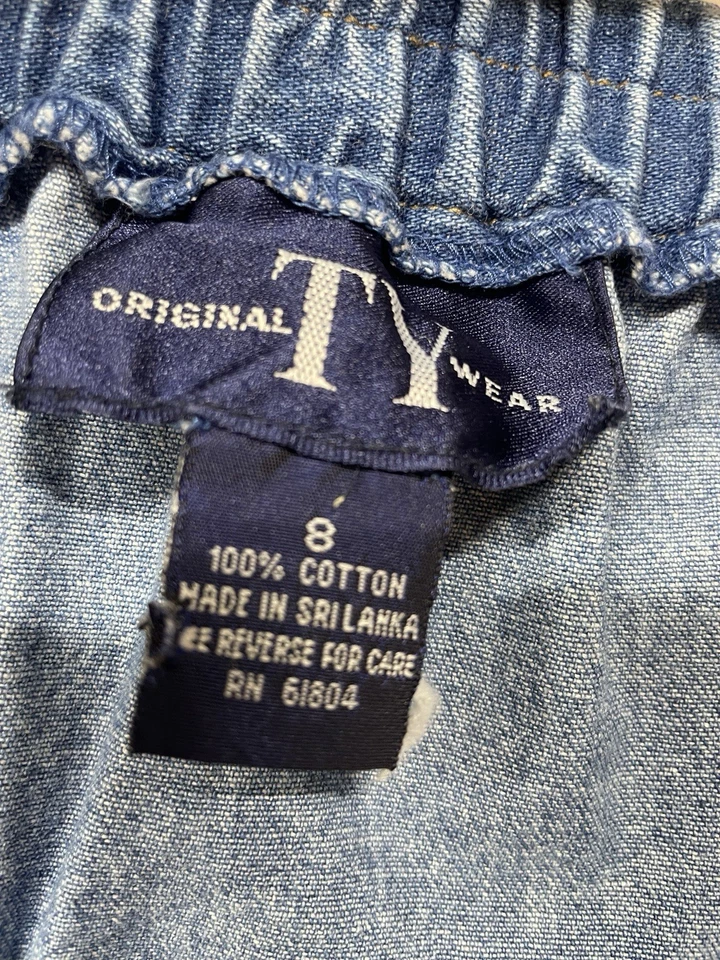 ORIGINAL TY WEAR
8
100% COTTON
MADE IN SRI LANKA
REVERSE FOR CARE
RN 61804